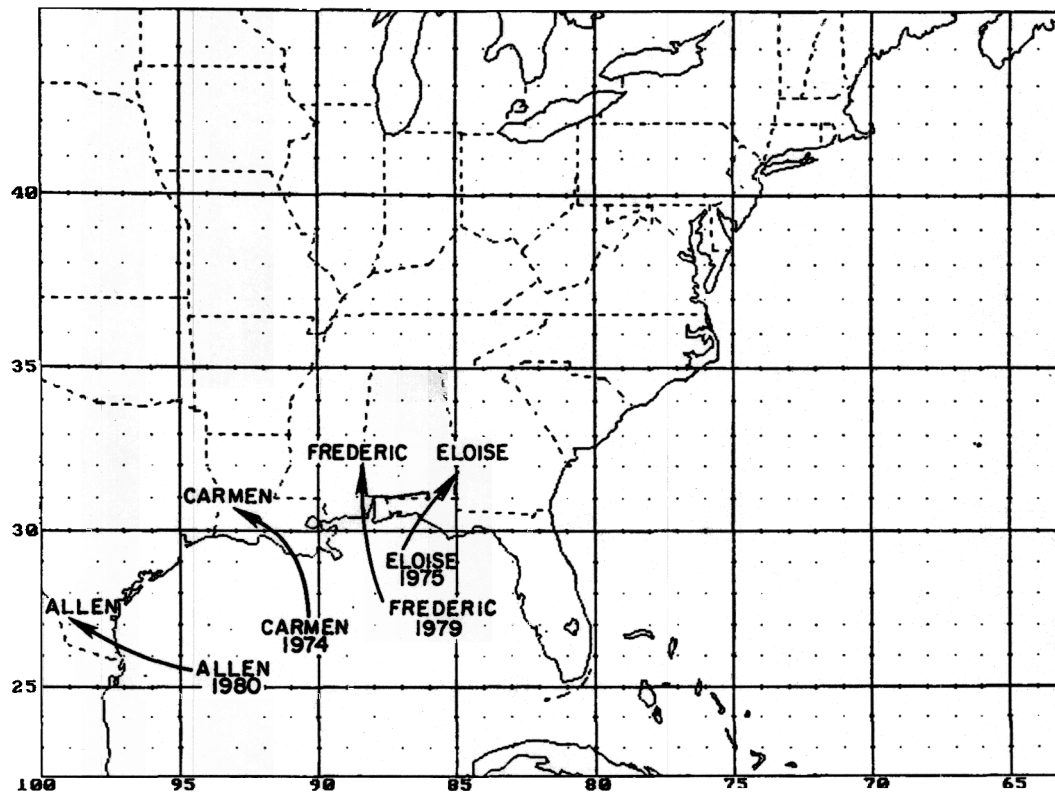 40
35
FREDERIC ELOISE
CARMEN
30
ELOISE
1975
ALLEN
FREDERIC
1979
CARMEN
1974
ALLEN
1980
25
100 95 90 85 80 75 70 65